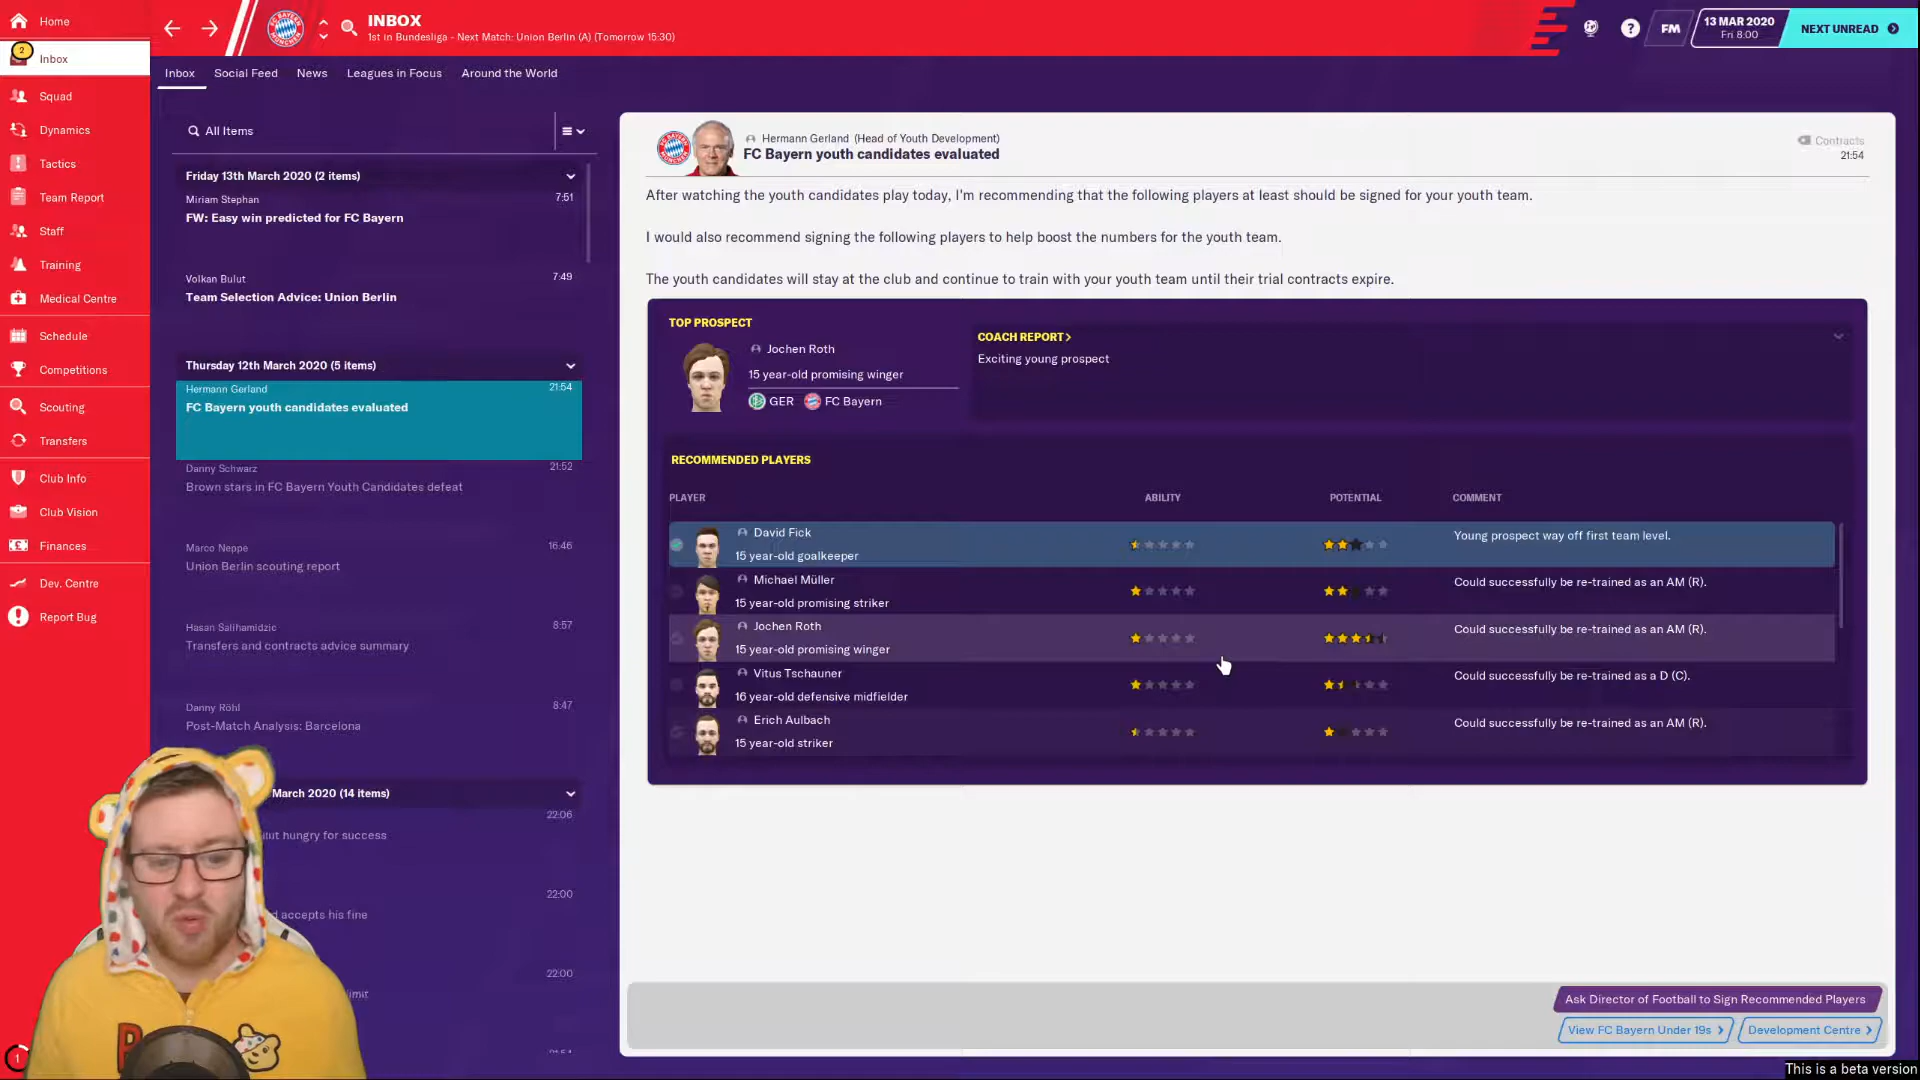 Home
2
Inbox
Squad
Dynamics
Tactics
Team Report
Staff
Training
Medical Centre
Schedule
Competitions
Scouting
Transfers
Club Info
Club Vision
Finances
Dev. Centre
Report Bug
1
INBOX
1st in Bundesliga - Next Match: Union Berlin (A) (Tomorrow 15:30)
FM
13 MAR 2020
Fri 8:00
NEXT UNREAD
Inbox Social Feed News Leagues in Focus Around the World
All Items
Friday 13th March 2020 (2 items)
Miriam Stephan 7:51
FW: Easy win predicted for FC Bayern
Volkan Bulut 7:49
Team Selection Advice: Union Berlin
Thursday 12th March 2020 (5 items)
Hermann Gerland 21:54
FC Bayern youth candidates evaluated
Danny Schwarz 21:52
Brown stars in FC Bayern Youth Candidates defeat
Marco Neppe 16:46
Union Berlin scouting report
Hasan Salihamidzic 8:57
Transfers and contracts advice summary
Danny Röhl 8:47
Post-Match Analysis: Barcelona
March 2020 (14 items)
22:06
hungry for success
22:00
accepts his fine
22:00
limit
Hermann Gerland (Head of Youth Development)
FC Bayern youth candidates evaluated
Contracts
21:54
After watching the youth candidates play today, I'm recommending that the following players at least should be signed for your youth team.
I would also recommend signing the following players to help boost the numbers for the youth team.
The youth candidates will stay at the club and continue to train with your youth team until their trial contracts expire.
TOP PROSPECT
Jochen Roth
15 year-old promising winger
GER FC Bayern
COACH REPORT>
Exciting young prospect
RECOMMENDED PLAYERS
PLAYER ABILITY POTENTIAL COMMENT
David Fick
15 year-old goalkeeper
Young prospect way off first team level.
Michael Müller
15 year-old promising striker
Could successfully be re-trained as an AM (R).
Jochen Roth
15 year-old promising winger
Could successfully be re-trained as an AM (R).
Vitus Tschauner
16 year-old defensive midfielder
Could successfully be re-trained as a D (C).
Erich Aulbach
15 year-old striker
Could successfully be re-trained as an AM (R).
Ask Director of Football to Sign Recommended Players
View FC Bayern Under 19s >
Development Centre >
This is a beta version